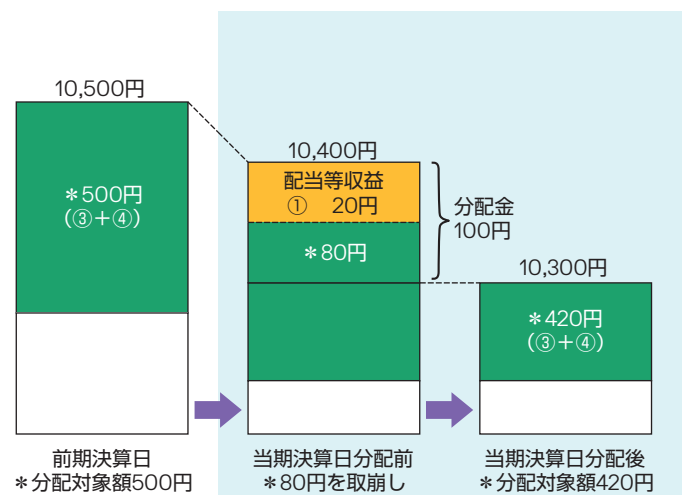 10,500円
＊500円
（③＋④）
前期決算日
＊分配対象額500円
10,400円
配当等収益
①　20円
＊80円
分配金
100円
当期決算日分配前
＊80円を取崩し
10,300円
＊420円
（③＋④）
当期決算日分配後
＊分配対象額420円